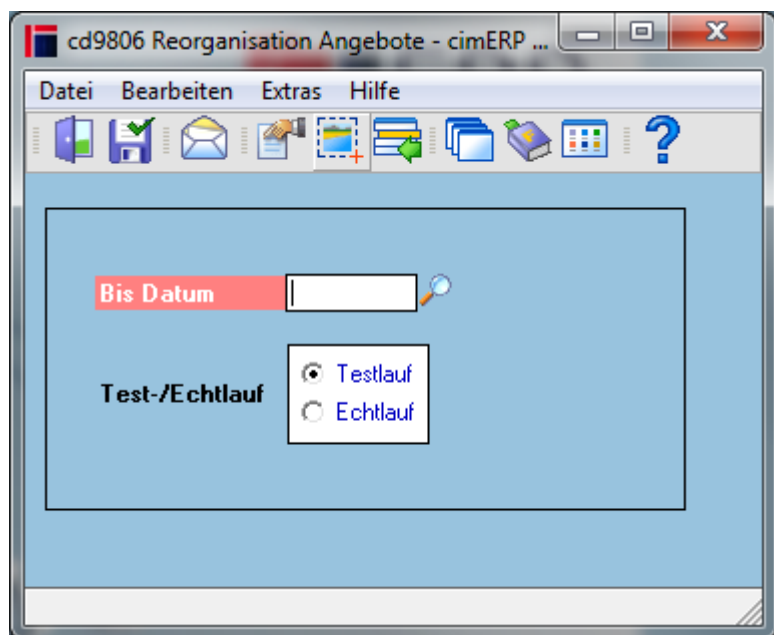 cd9806 Reorganisation Angebote - cimERP ...
Datei Bearbeiten Extras Hilfe
Bis Datum
Test-/Echtlauf
Testlauf
Echtlauf